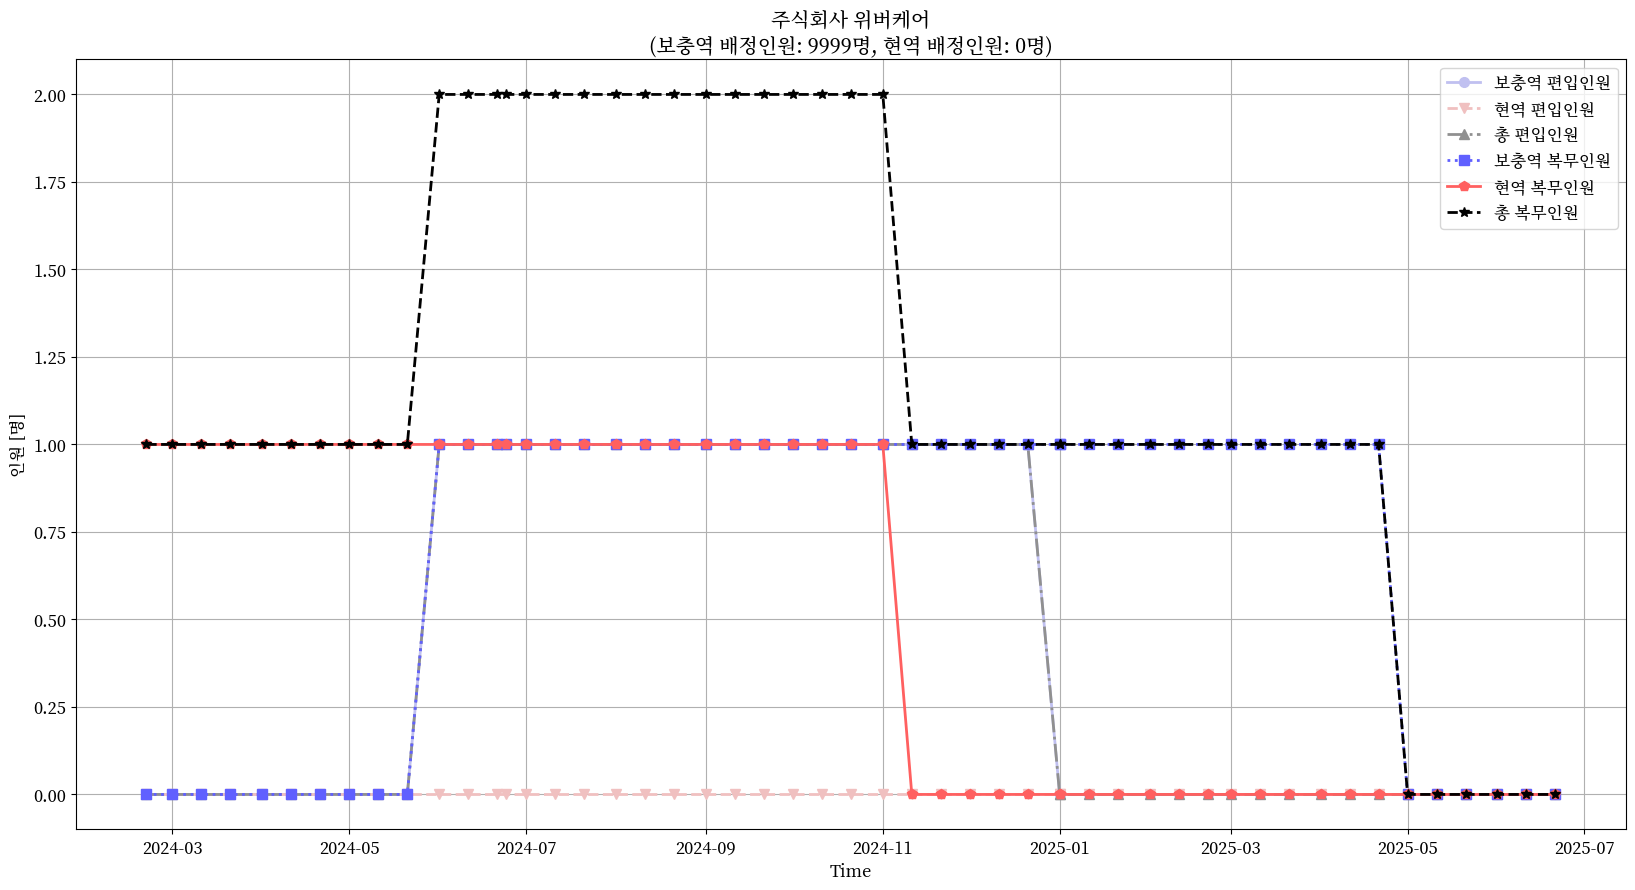 주식회사 위버케어
(보충역 배정인원: 9999명, 현역 배정인원: 0명)
보충역 편입인원
현역 편입인원
총 편입인원
보충역 복무인원
현역 복무인원
총 복무인원
인원 [명]
2.00
1.75
1.50
1.25
1.00
0.75
0.50
0.25
0.00
2024-03 2024-05 2024-07 2024-09 2024-11 2025-01 2025-03 2025-05 2025-07
Time